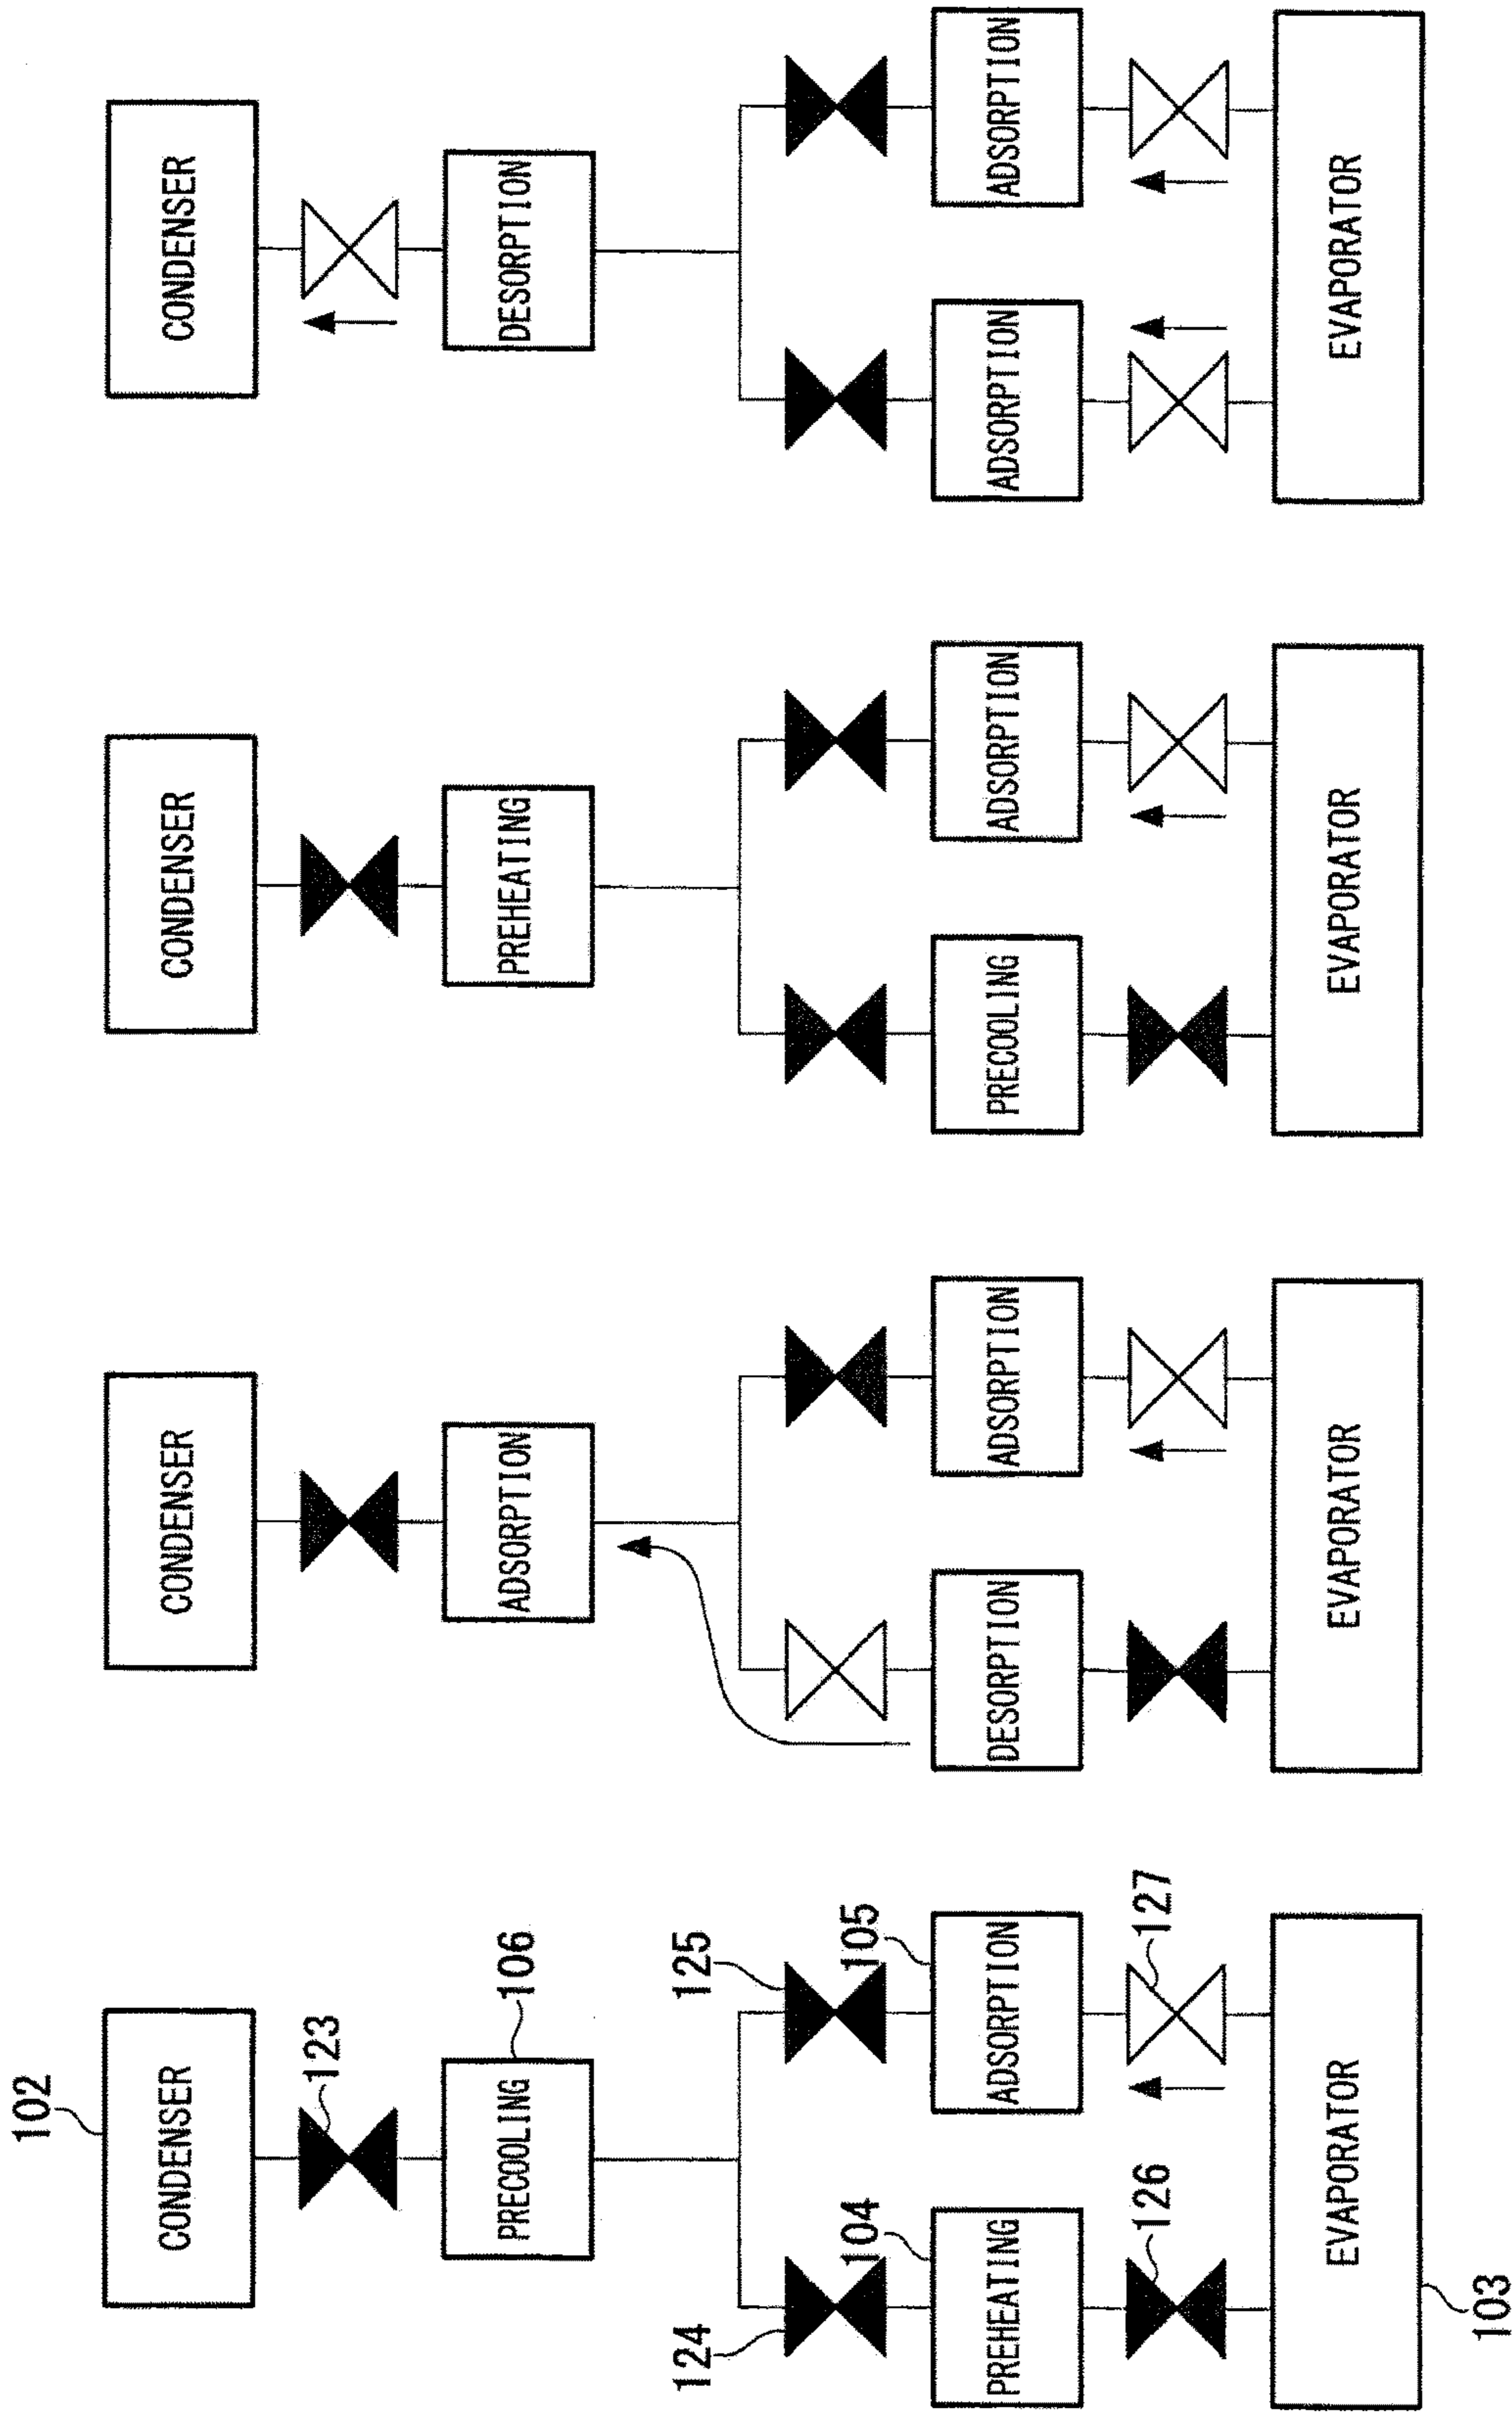 102
CONDENSER
123
PRECOOLING
106
124
125
104
105
PREHEATING
ADSORPTION
126
127
EVAPORATOR
103
CONDENSER
ADSORPTION
DESORPTION
ADSORPTION
EVAPORATOR
CONDENSER
PREHEATING
PRECOOLING
ADSORPTION
EVAPORATOR
CONDENSER
DESORPTION
ADSORPTION
ADSORPTION
EVAPORATOR